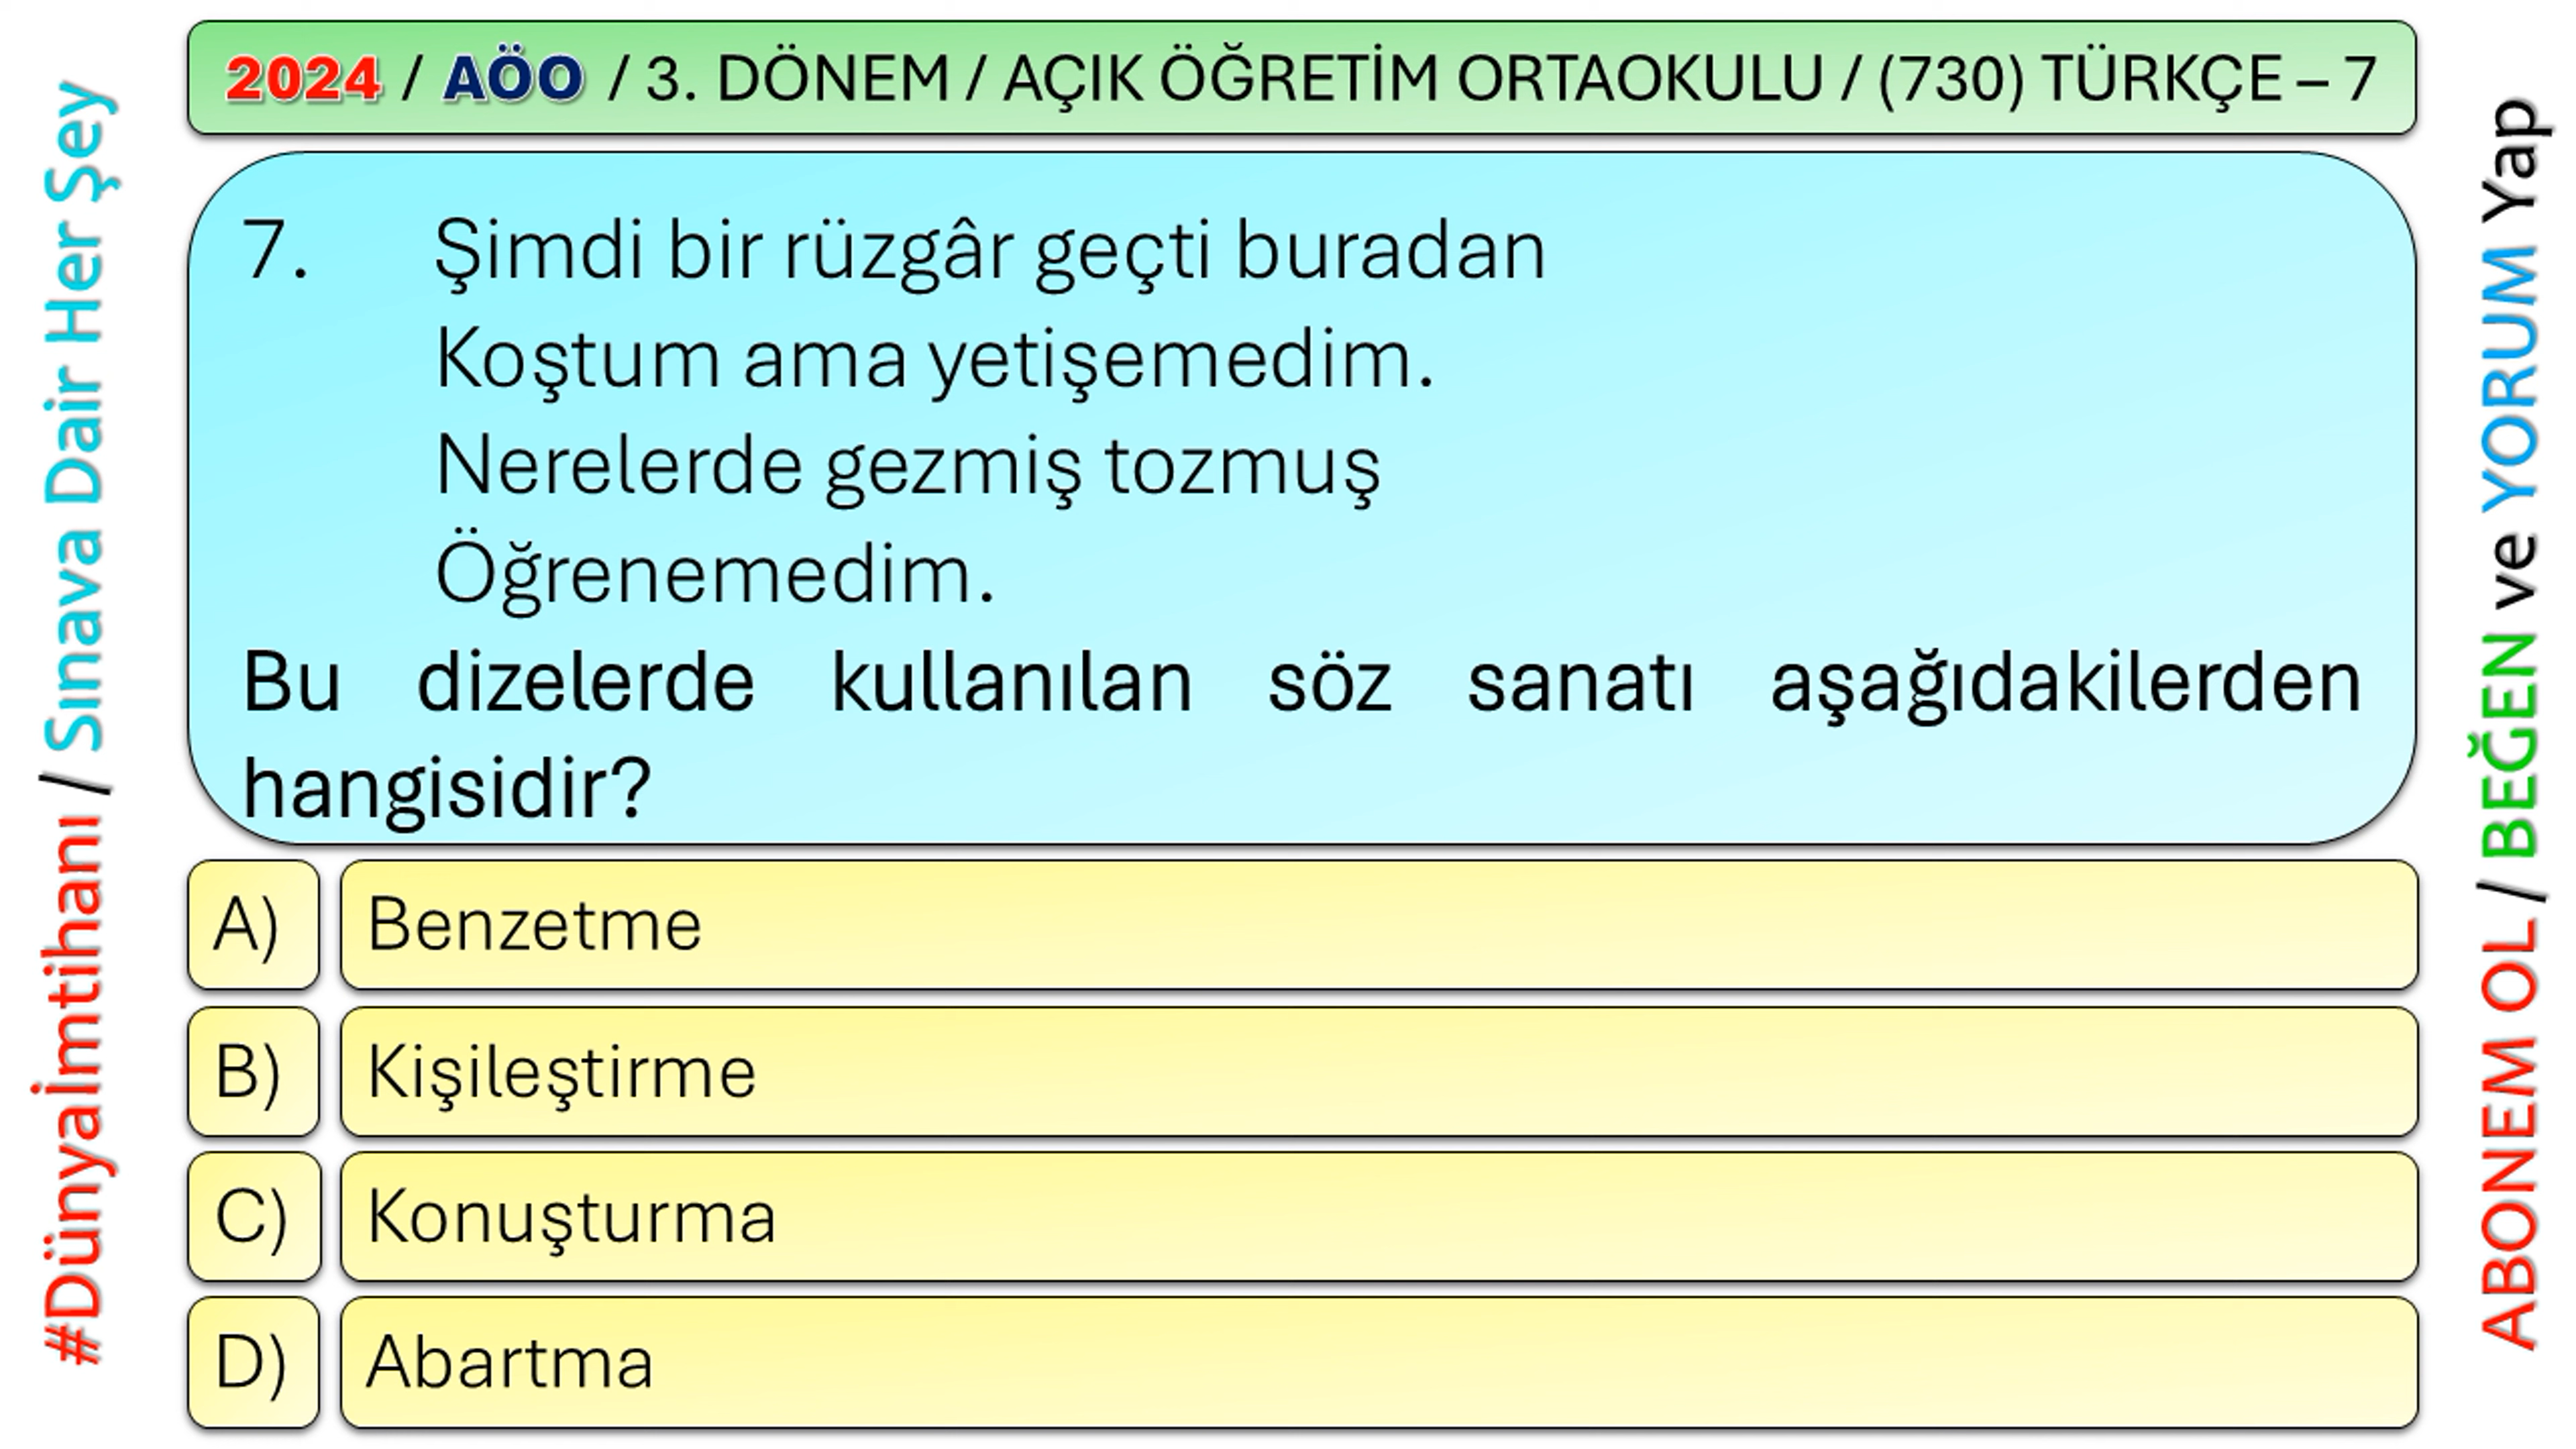 2024 / AÖO / 3. DÖNEM / AÇIK ÖĞRETİM ORTAOKULU / (730) TÜRKÇE – 7
#Dünyaİmtihanı / Sınava Dair Her Şey
7. Şimdi bir rüzgâr geçti buradan
Koştum ama yetişemedim.
Nerelerde gezmiş tozmuş
Öğrenemedim.
Bu dizelerde kullanılan söz sanatı aşağıdakilerden
hangisidir?
A) Benzetme
B) Kişileştirme
C) Konuşturma
D) Abartma
ABONEM OL / BEĞEN ve YORUM Yap